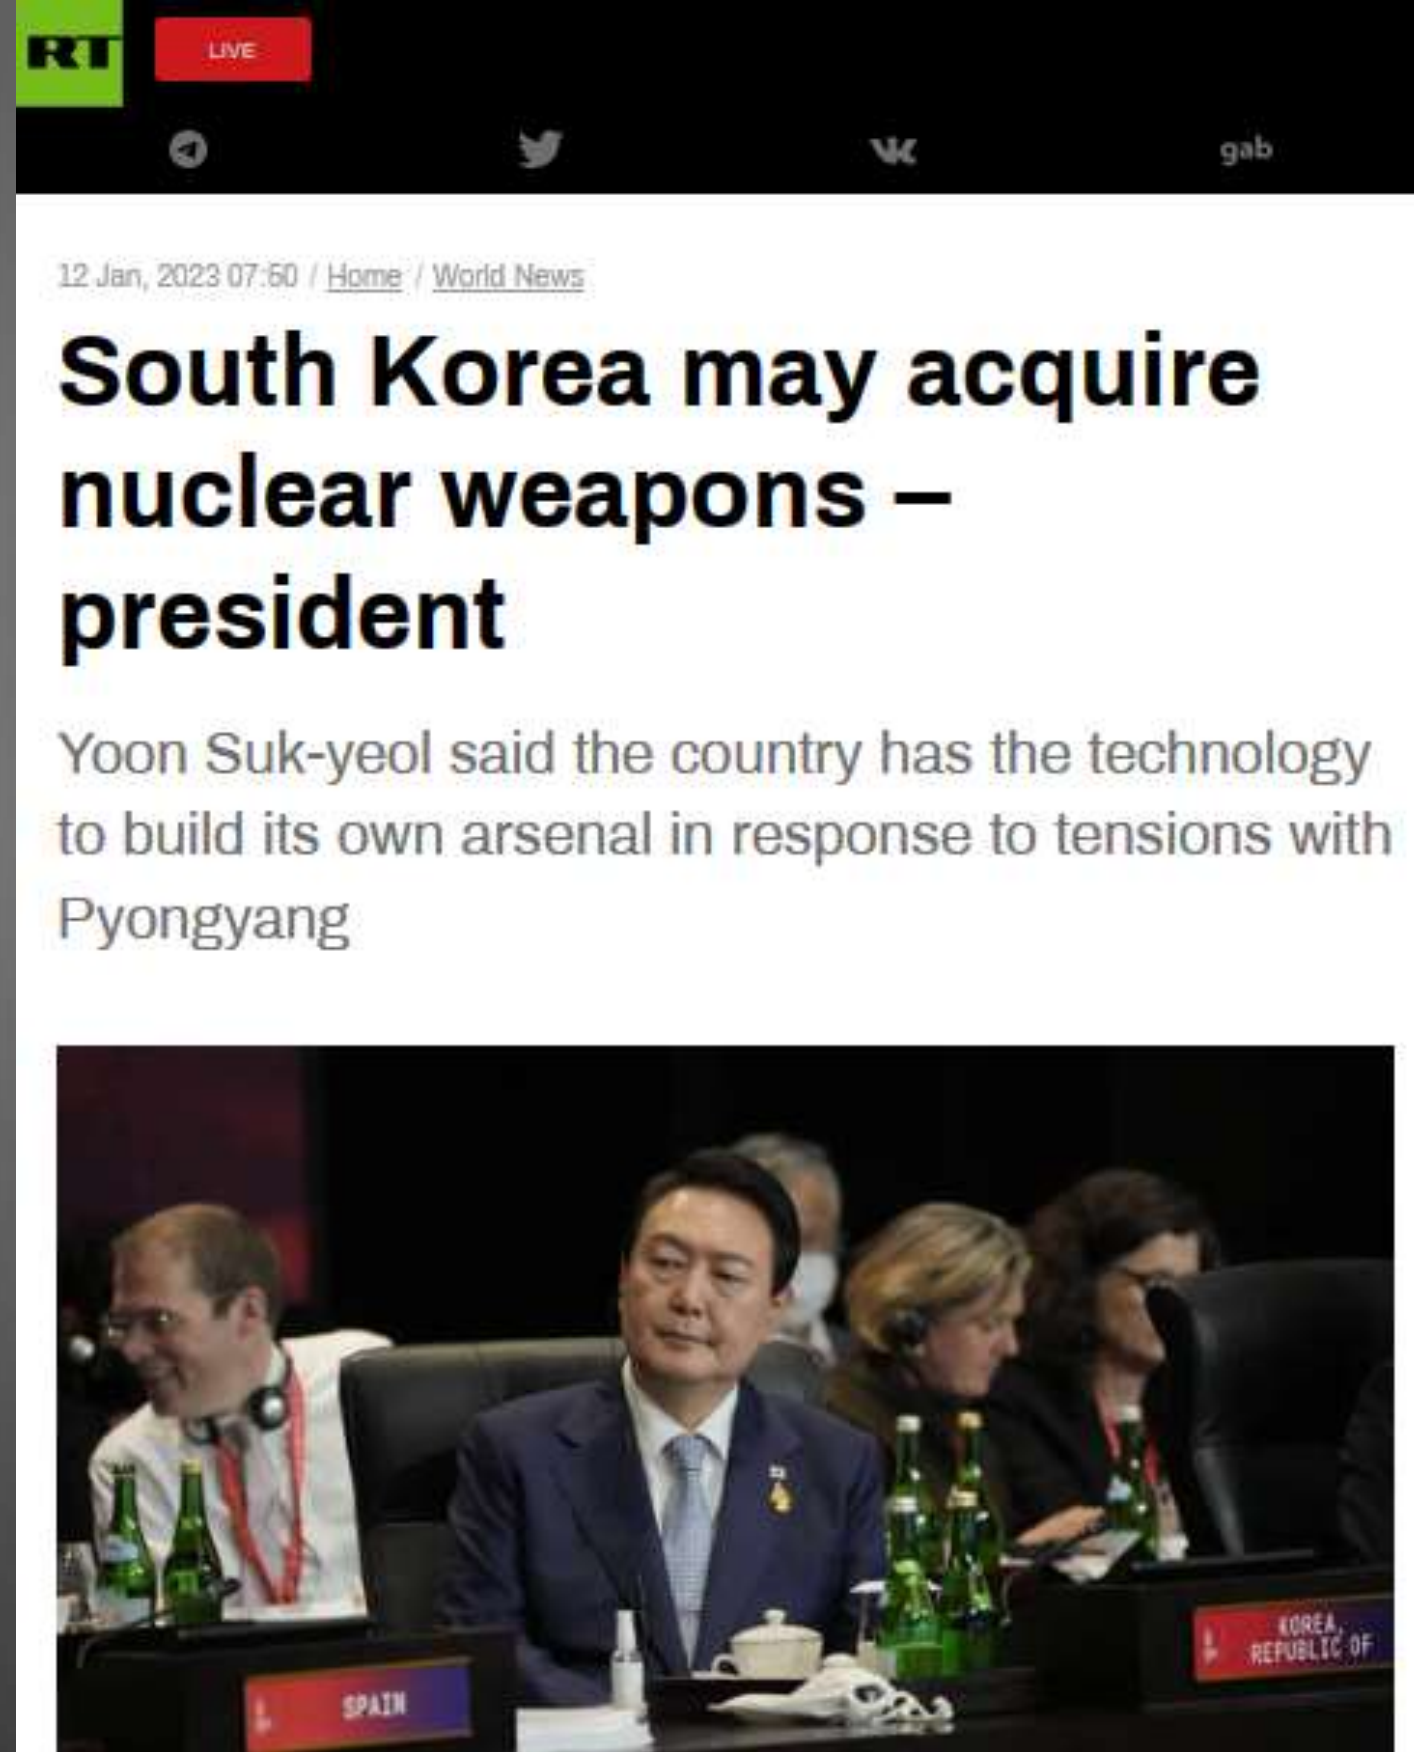 RT
LIVE
gab
12 Jan, 2023 07:50 / Home / World News
South Korea may acquire
nuclear weapons –
president
Yoon Suk-yeol said the country has the technology
to build its own arsenal in response to tensions with
Pyongyang
KOREA,
REPUBLIC OF
SPAIN